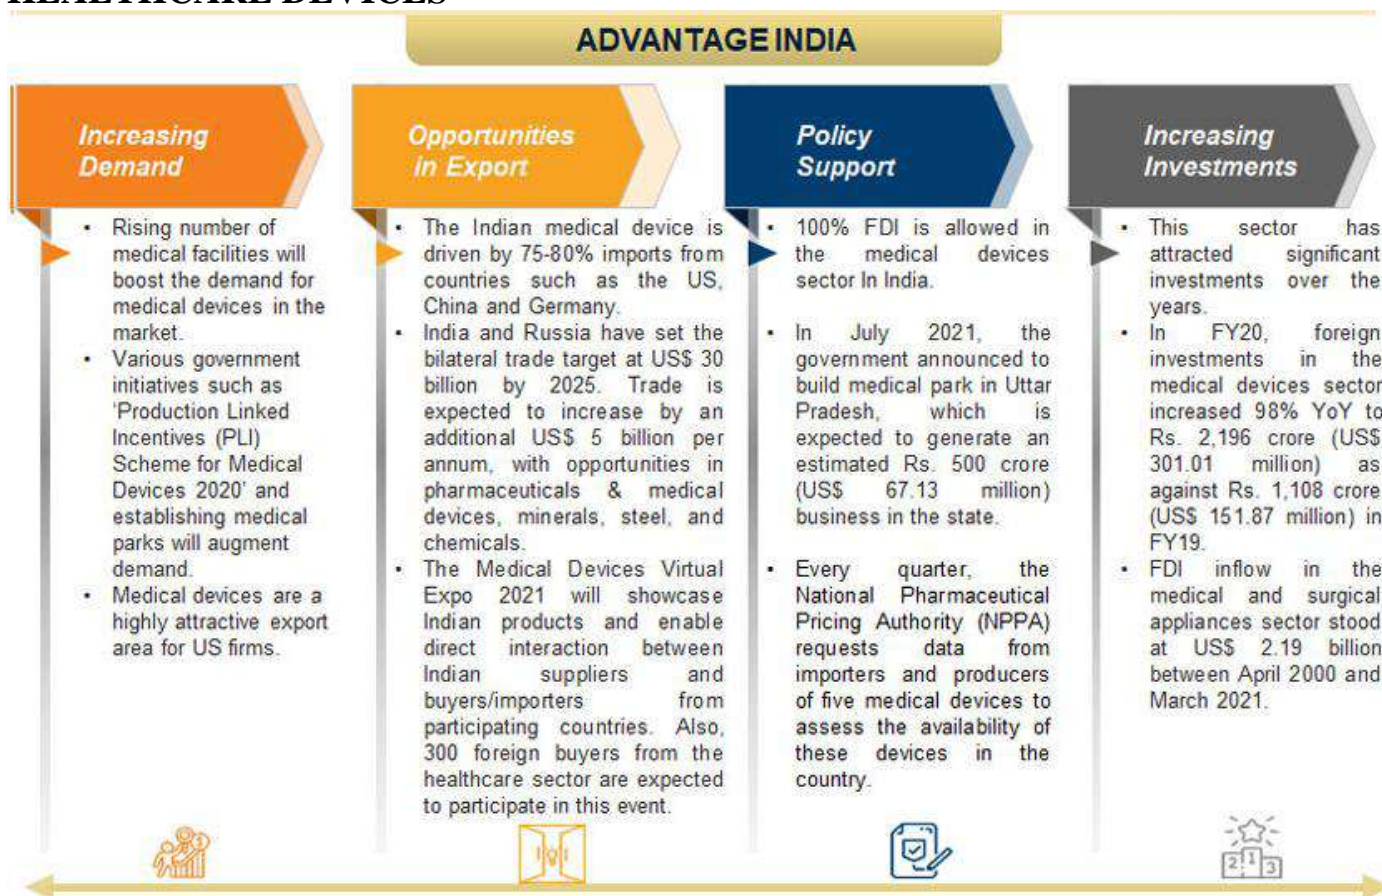 HEALTHCARE DEVICES
ADVANTAGE INDIA
Increasing
Demand
• Rising number of
medical facilities will
boost the demand for
medical devices in the
market.
• Various government
initiatives such as
‘Production Linked
Incentives (PLI)
Scheme for Medical
Devices 2020’ and
establishing medical
parks will augment
demand.
• Medical devices are a
highly attractive export
area for US firms.
Opportunities
in Export
• The Indian medical device is
driven by 75-80% imports from
countries such as the US,
China and Germany.
• India and Russia have set the
bilateral trade target at US$ 30
billion by 2025. Trade is
expected to increase by an
additional US$ 5 billion per
annum, with opportunities in
pharmaceuticals & medical
devices, minerals, steel, and
chemicals.
• The Medical Devices Virtual
Expo 2021 will showcase
Indian products and enable
direct interaction between
Indian suppliers and
buyers/importers from
participating countries. Also,
300 foreign buyers from the
healthcare sector are expected
to participate in this event.
Policy
Support
• 100% FDI is allowed in
the medical devices
sector In India.
• In July 2021, the
government announced to
build medical park in Uttar
Pradesh, which is
expected to generate an
estimated Rs. 500 crore
(US$ 67.13 million)
business in the state.
• Every quarter, the
National Pharmaceutical
Pricing Authority (NPPA)
requests data from
importers and producers
of five medical devices to
assess the availability of
these devices in the
country.
Increasing
Investments
• This sector has
attracted significant
investments over the
years.
• In FY20, foreign
investments in the
medical devices sector
increased 98% YoY to
Rs. 2,196 crore (US$
301.01 million) as
against Rs. 1,108 crore
(US$ 151.87 million) in
FY19.
• FDI inflow in the
medical and surgical
appliances sector stood
at US$ 2.19 billion
between April 2000 and
March 2021.
1
2 1 3